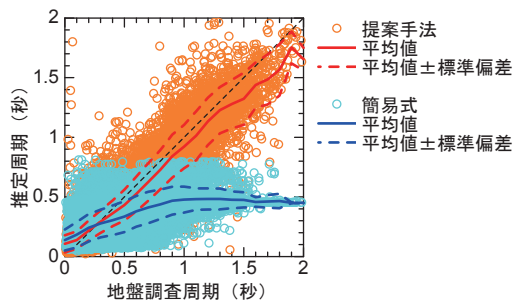 2
1.5
1
0.5
0
0
0.5
1
1.5
2
推定周期（秒）
地盤調査周期（秒）
提案手法
平均値
平均値±標準偏差
簡易式
平均値
平均値±標準偏差